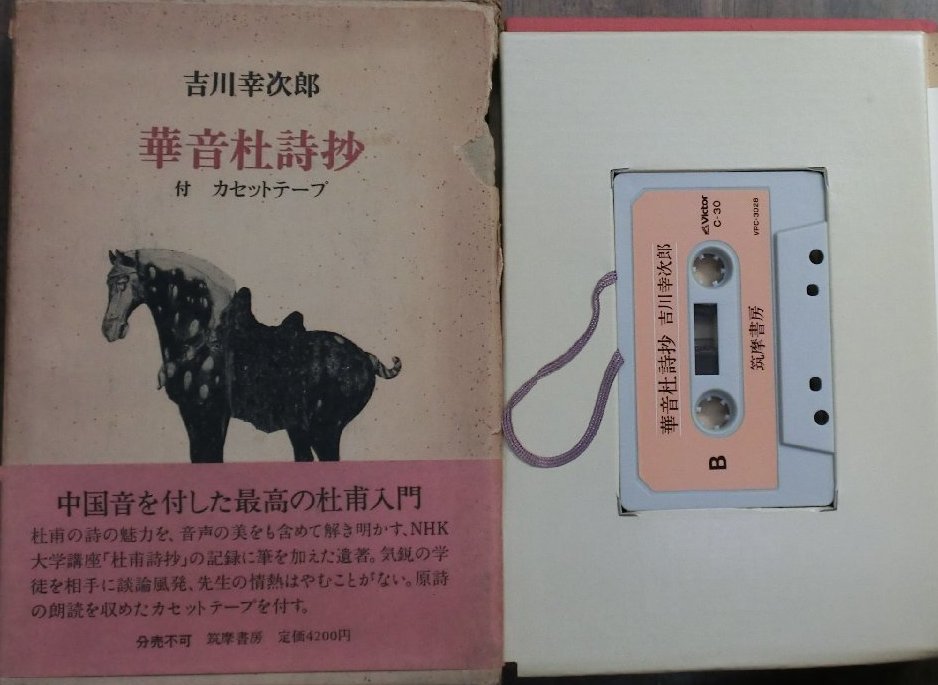 吉川幸次郎
華音杜詩抄
付 カセットテープ
中国音を付した最高の杜甫入門
杜甫の詩の魅力を、音声の美をも含めて解き明かす、NHK
大学講座「杜甫詩抄」の記録に筆を加えた遺著。気鋭の学
徒を相手に談論風発、先生の情熱はやむことがない。原詩
の朗読を収めたカセットテープを付す。
分売不可 筑摩書房 定価4200円
華音杜詩抄 吉川幸次郎
Victor
C-30
VPC-3028
筑摩書房
B